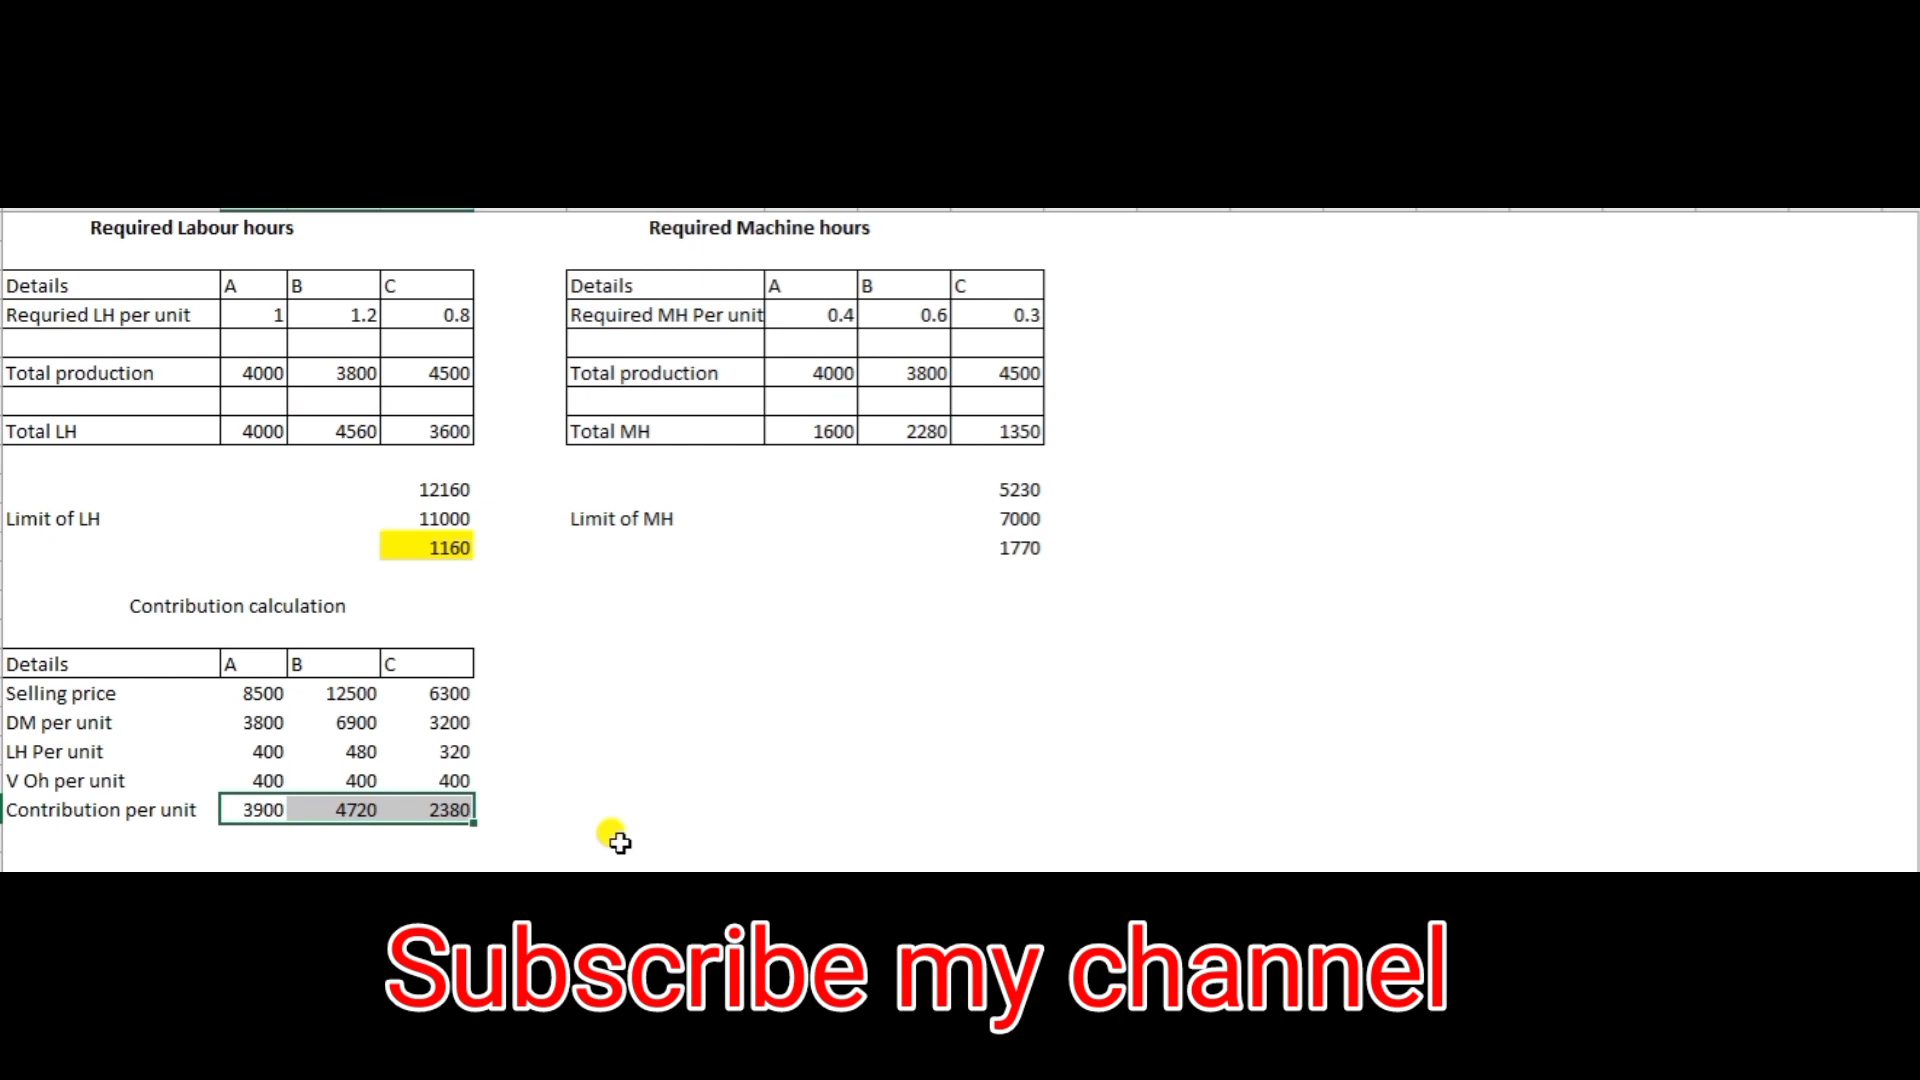 Required Labour hours
Required Machine hours
Details A B C
Requried LH per unit 1 1.2 0.8
Total production 4000 3800 4500
Total LH 4000 4560 3600
Details A B C
Required MH Per unit 0.4 0.6 0.3
Total production 4000 3800 4500
Total MH 1600 2280 1350
12160
Limit of LH 11000
1160
5230
Limit of MH 7000
1770
Contribution calculation
Details A B C
Selling price 8500 12500 6300
DM per unit 3800 6900 3200
LH Per unit 400 480 320
V Oh per unit 400 400 400
Contribution per unit 3900 4720 2380
Subscribe my channel